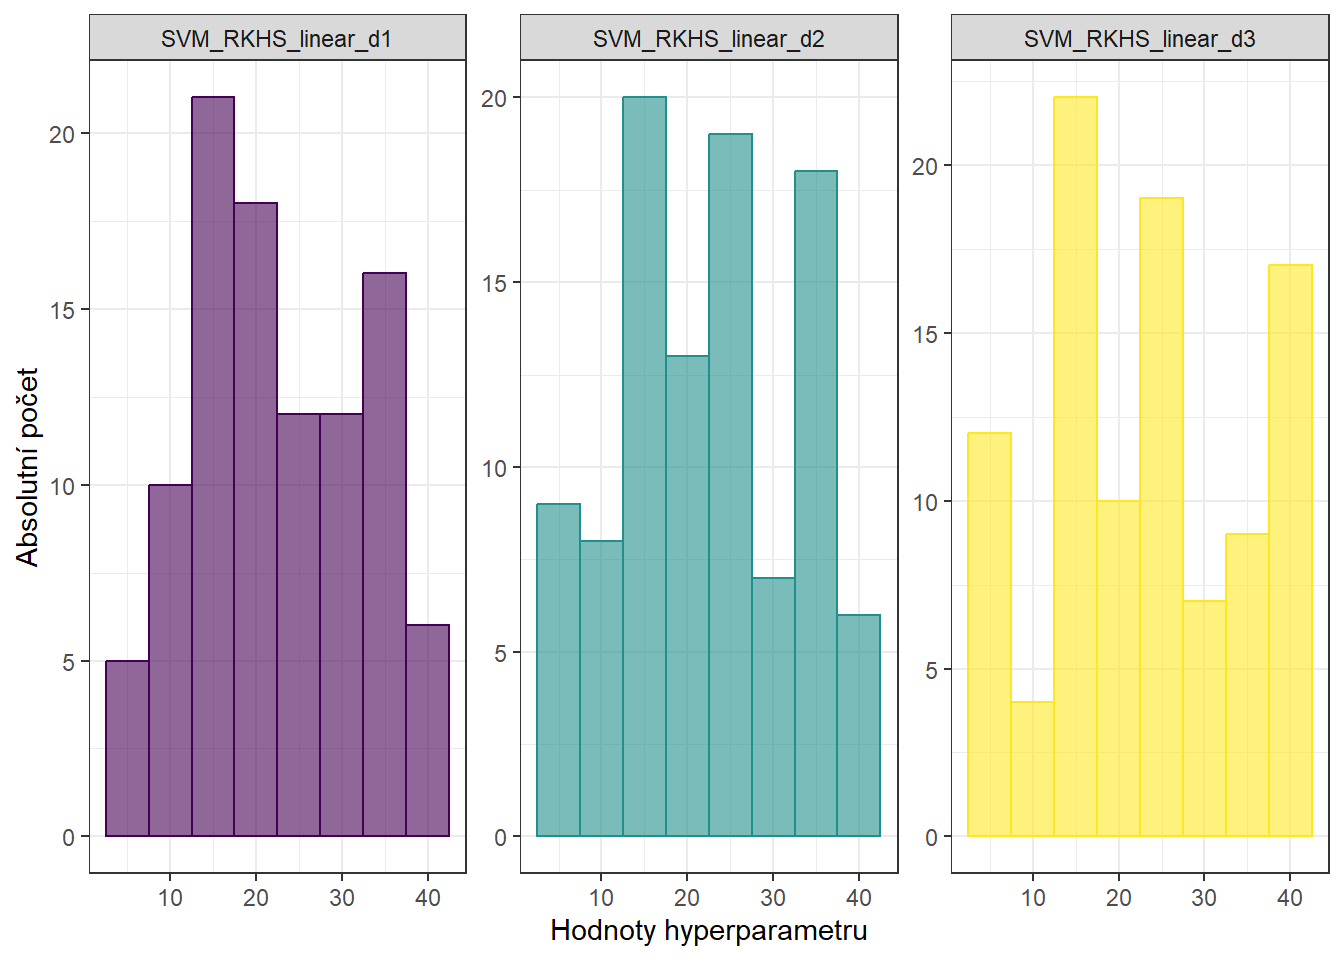 SVM_RKHS_linear_d1
SVM_RKHS_linear_d2
SVM_RKHS_linear_d3
Absolutní počet
20
15
10
5
0
20
15
10
5
0
20
15
10
5
0
10 20 30 40
10 20 30 40
10 20 30 40
Hodnoty hyperparametru